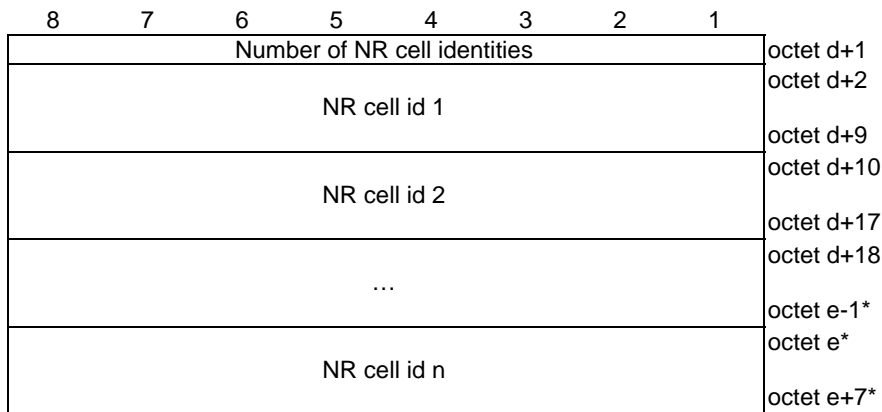 8 7 6 5 4 3 2 1
Number of NR cell identities octet d+1
octet d+2
NR cell id 1
octet d+9
octet d+10
NR cell id 2
octet d+17
octet d+18
…
octet e-1*
octet e*
NR cell id n
octet e+7*